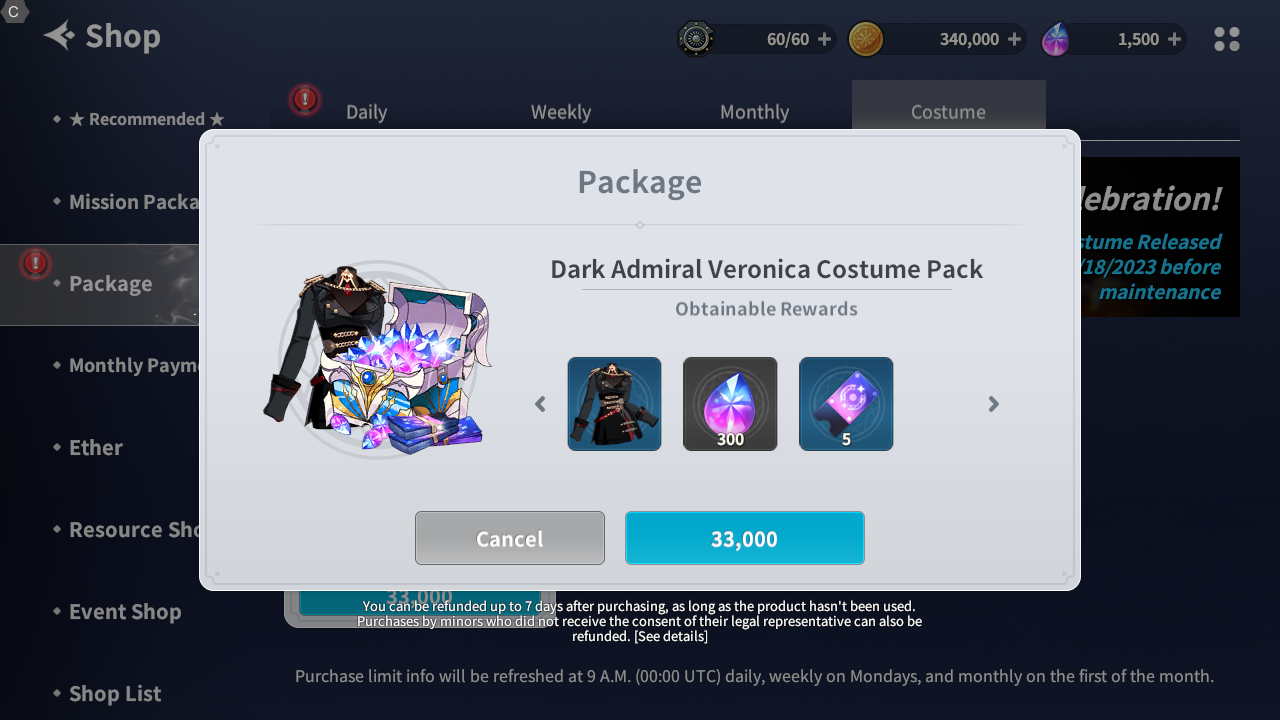 C
Shop
60/60
340,000
1,500
★ Recommended ★
Daily
Weekly
Monthly
Costume
Mission Packa
Package
Monthly Payme
Ether
Resource Sho
Event Shop
Shop List
lebration!
stume Released
/18/2023 before
maintenance
Package
Dark Admiral Veronica Costume Pack
Obtainable Rewards
300
5
Cancel
33,000
33,000
You can be refunded up to 7 days after purchasing, as long as the product hasn't been used.
Purchases by minors who did not receive the consent of their legal representative can also be
refunded. [See details]
Purchase limit info will be refreshed at 9 A.M. (00:00 UTC) daily, weekly on Mondays, and monthly on the first of the month.